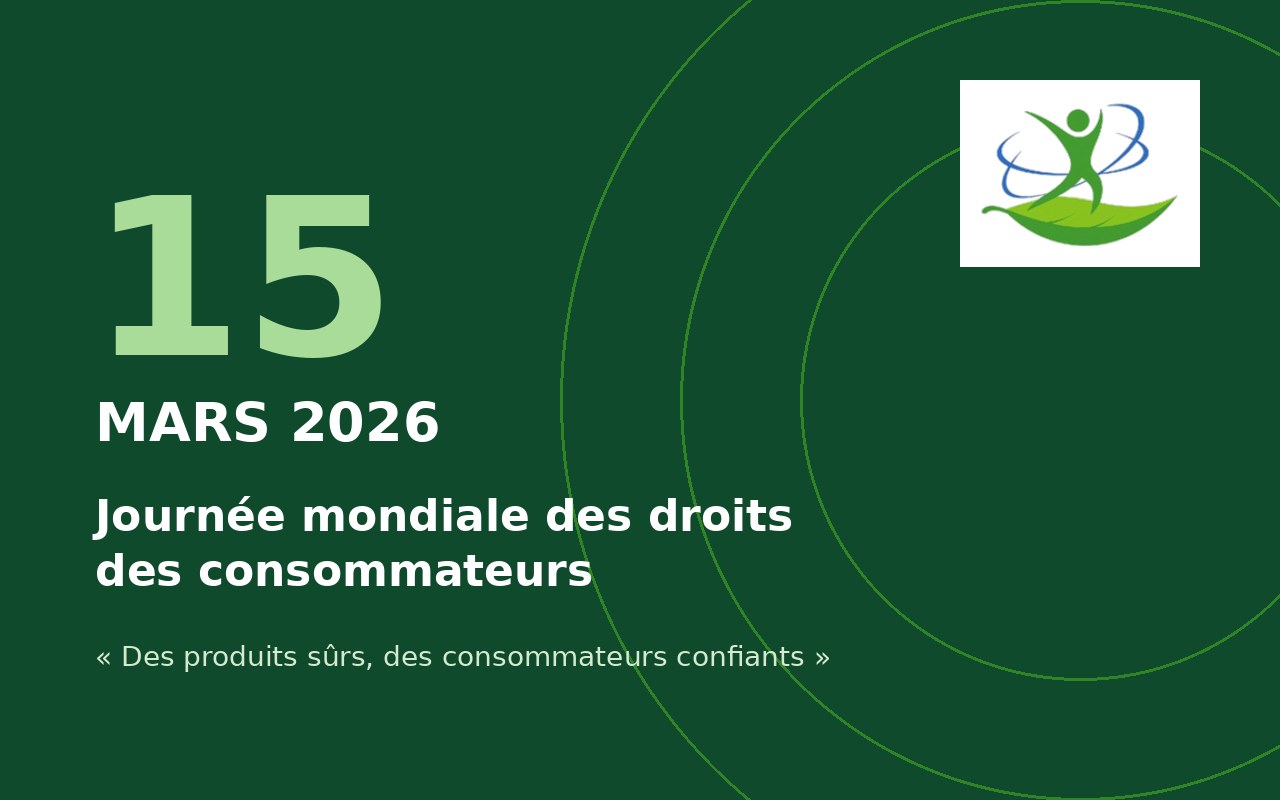 15
MARS 2026
Journée mondiale des droits
des consommateurs
« Des produits sûrs, des consommateurs confiants »